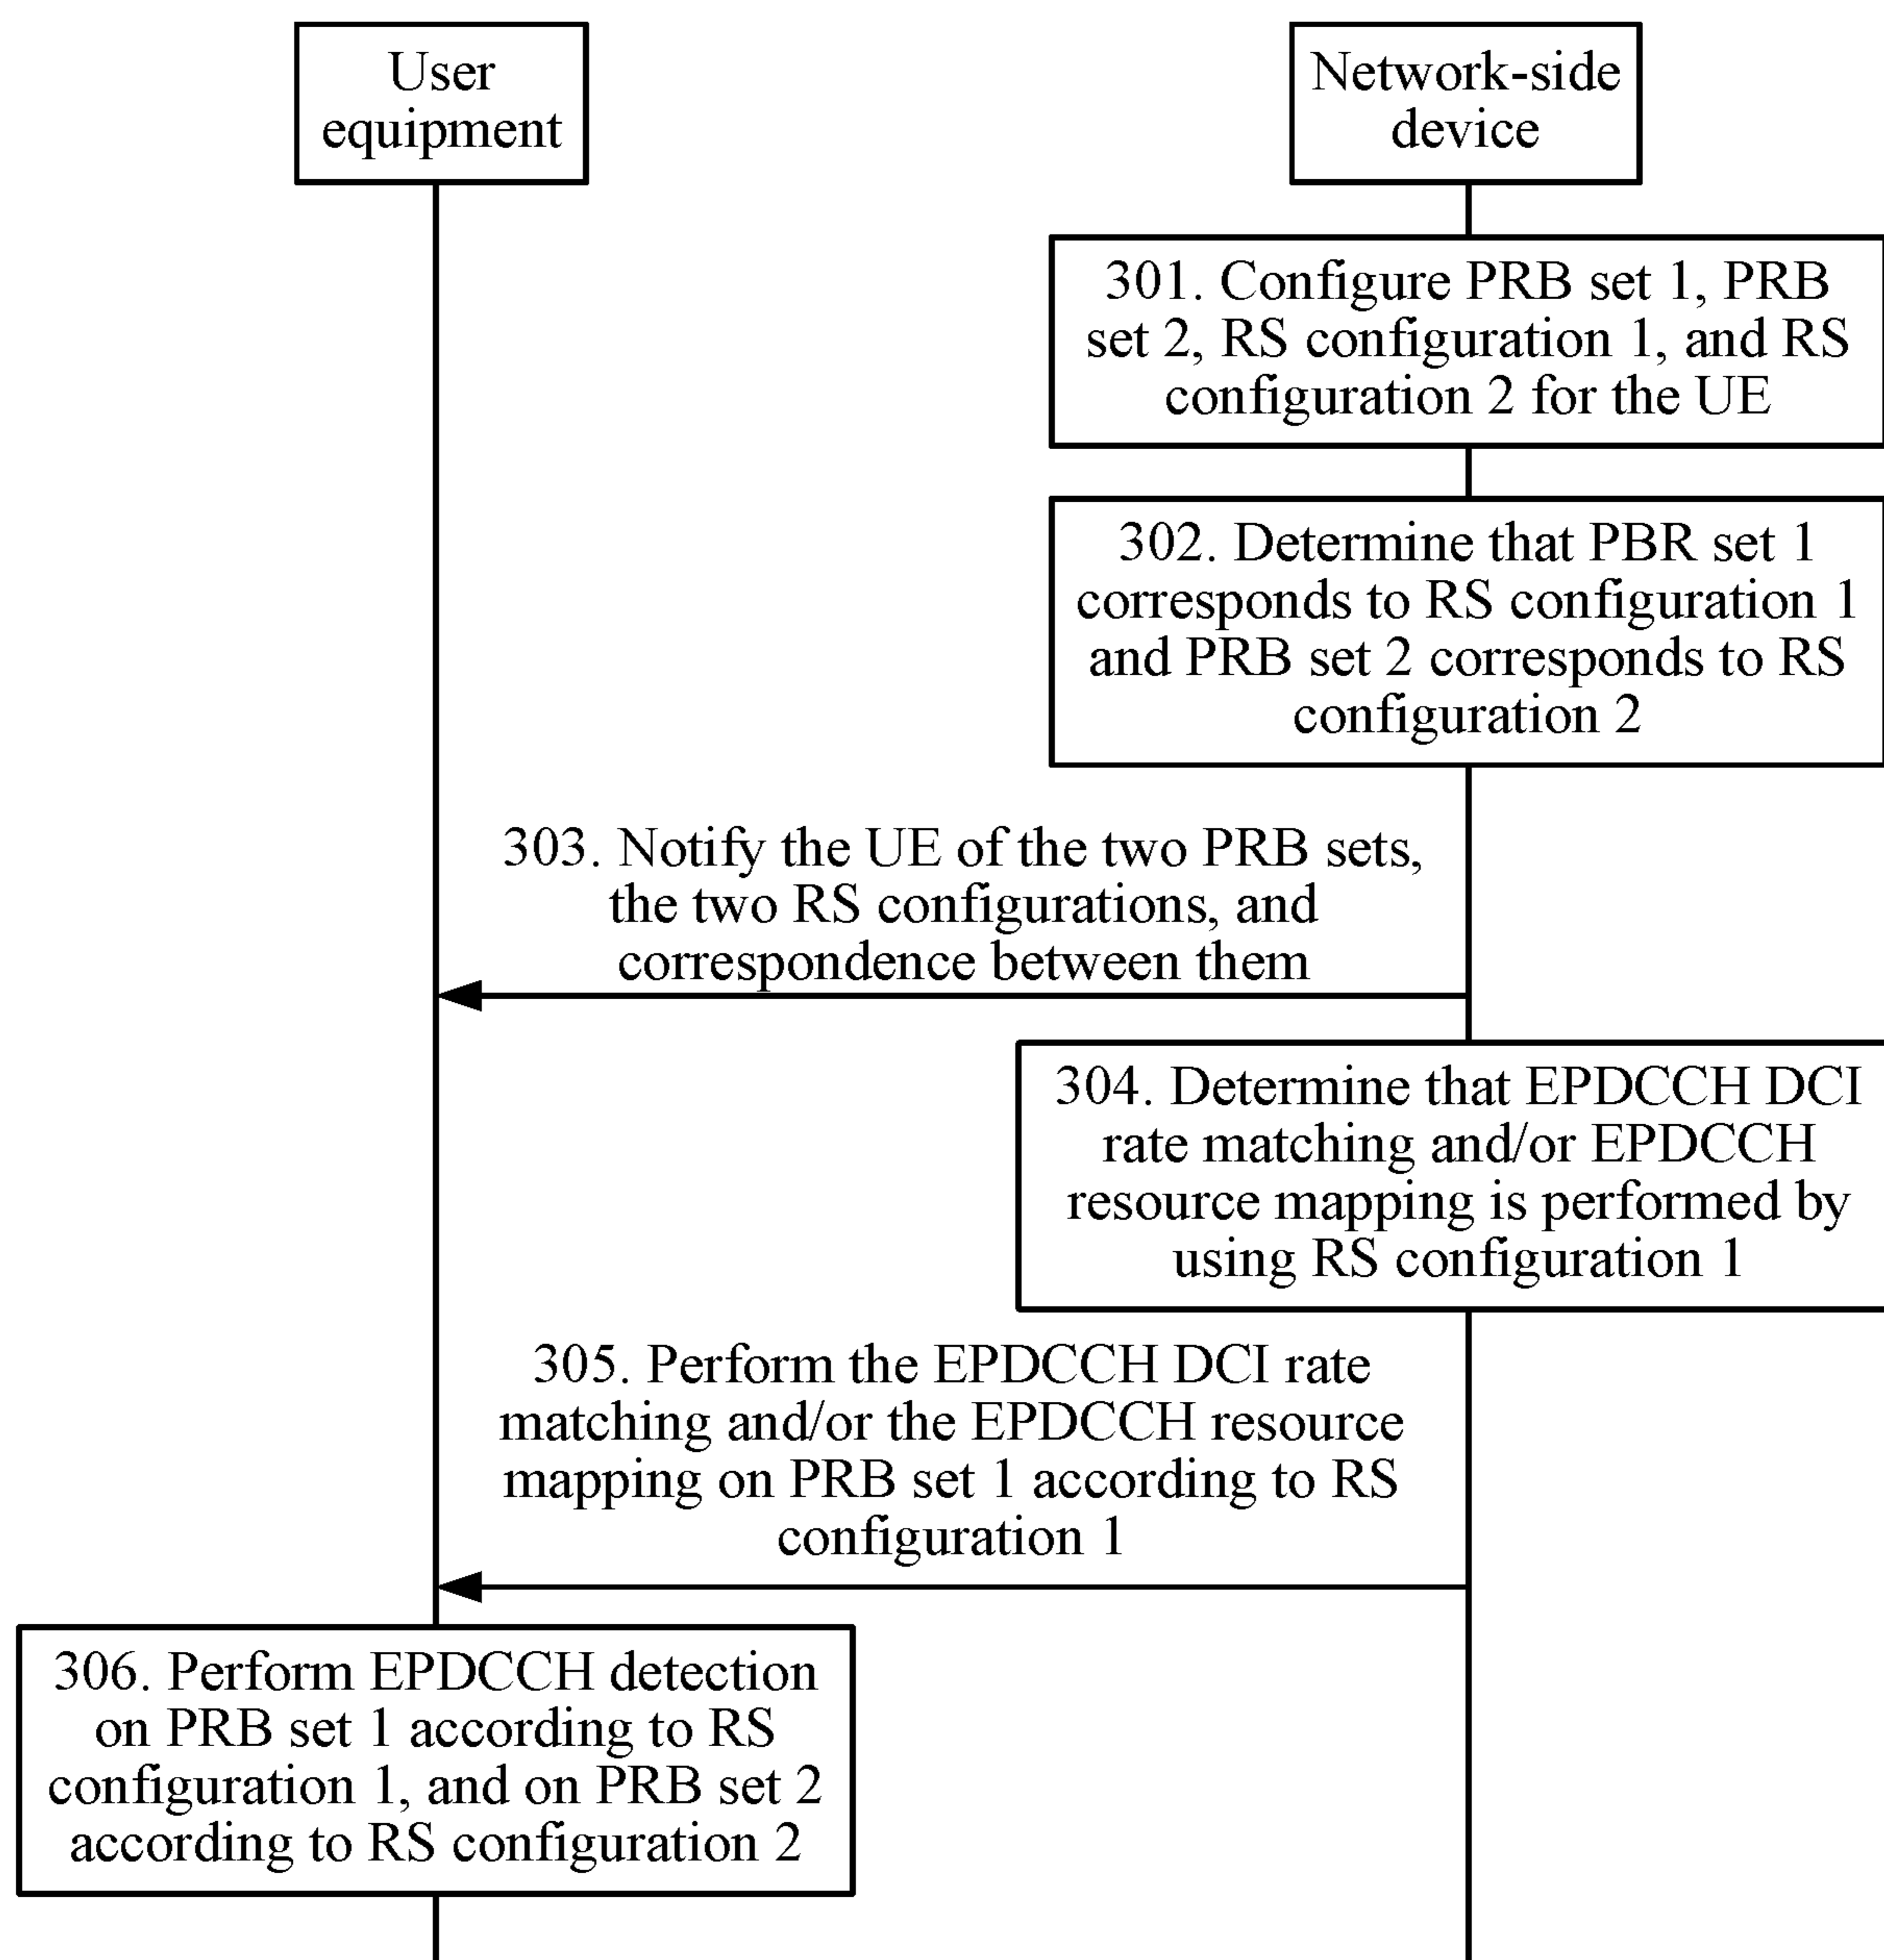 User
equipment
Network-side
device
301. Configure PRB set 1, PRB
set 2, RS configuration 1, and RS
configuration 2 for the UE
302. Determine that PBR set 1
corresponds to RS configuration 1
and PRB set 2 corresponds to RS
configuration 2
303. Notify the UE of the two PRB sets,
the two RS configurations, and
correspondence between them
304. Determine that EPDCCH DCI
rate matching and/or EPDCCH
resource mapping is performed by
using RS configuration 1
305. Perform the EPDCCH DCI rate
matching and/or the EPDCCH resource
mapping on PRB set 1 according to RS
configuration 1
306. Perform EPDCCH detection
on PRB set 1 according to RS
configuration 1, and on PRB set 2
according to RS configuration 2